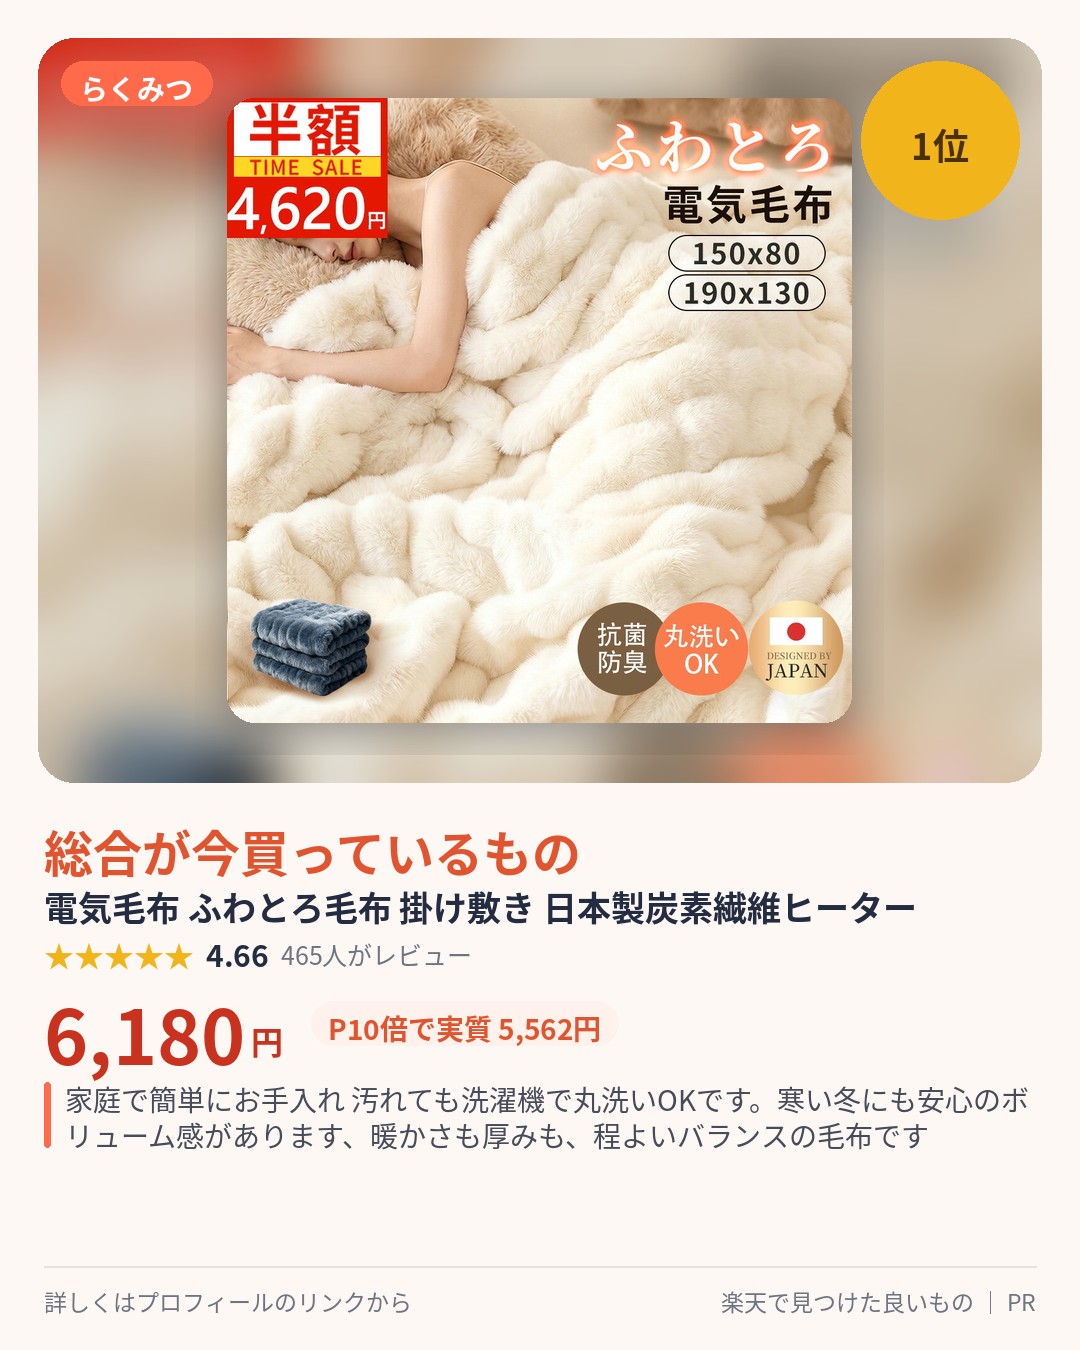 らくみつ
1位
半額
TIME SALE
4,620円
ふわとろ
電気毛布
150x80
190x130
抗菌
防臭
丸洗い
OK
DESIGNED BY
JAPAN
総合が今買っているもの
電気毛布 ふわとろ毛布 掛け敷き 日本製炭素繊維ヒーター
★★★★★ 4.66 465人がレビュー
6,180円 P10倍で実質 5,562円
家庭で簡単にお手入れ 汚れても洗濯機で丸洗いOKです。寒い冬にも安心のボ
リューム感があります、暖かさも厚みも、程よいバランスの毛布です
詳しくはプロフィールのリンクから
楽天で見つけた良いもの｜PR